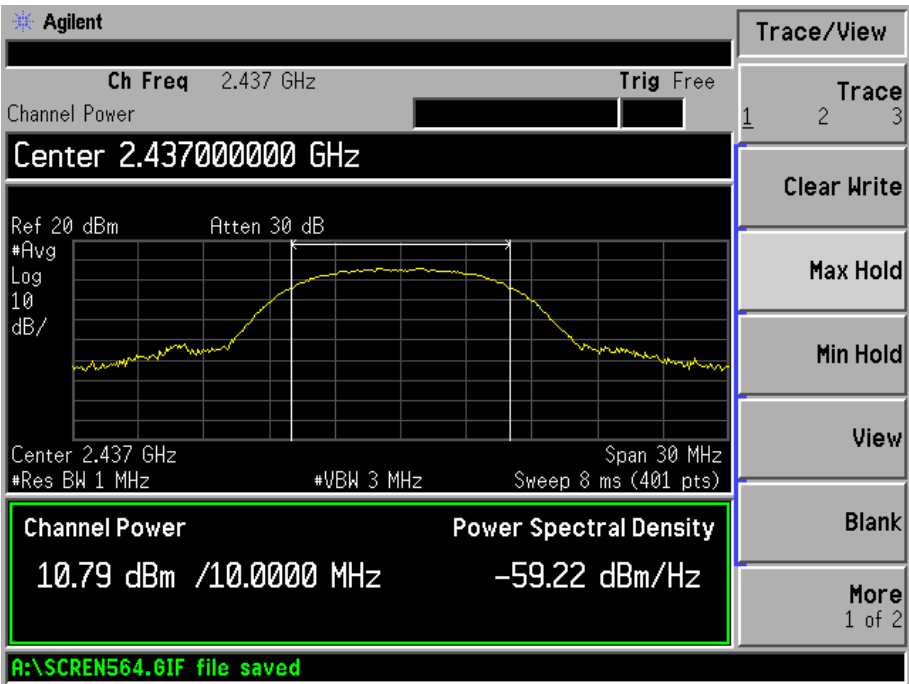 Agilent
Trace/View
Ch Freq 2.437 GHz Trig Free
Channel Power
Trace
1 2 3
Center 2.437000000 GHz
Clear Write
Ref 20 dBm Atten 30 dB
#Avg
Log
10
dB/
Max Hold
Min Hold
View
Center 2.437 GHz Span 30 MHz
#Res BW 1 MHz #VBW 3 MHz Sweep 8 ms (401 pts)
Blank
Channel Power Power Spectral Density
10.79 dBm /10.0000 MHz -59.22 dBm/Hz
More
1 of 2
A:\SCREN564.GIF file saved